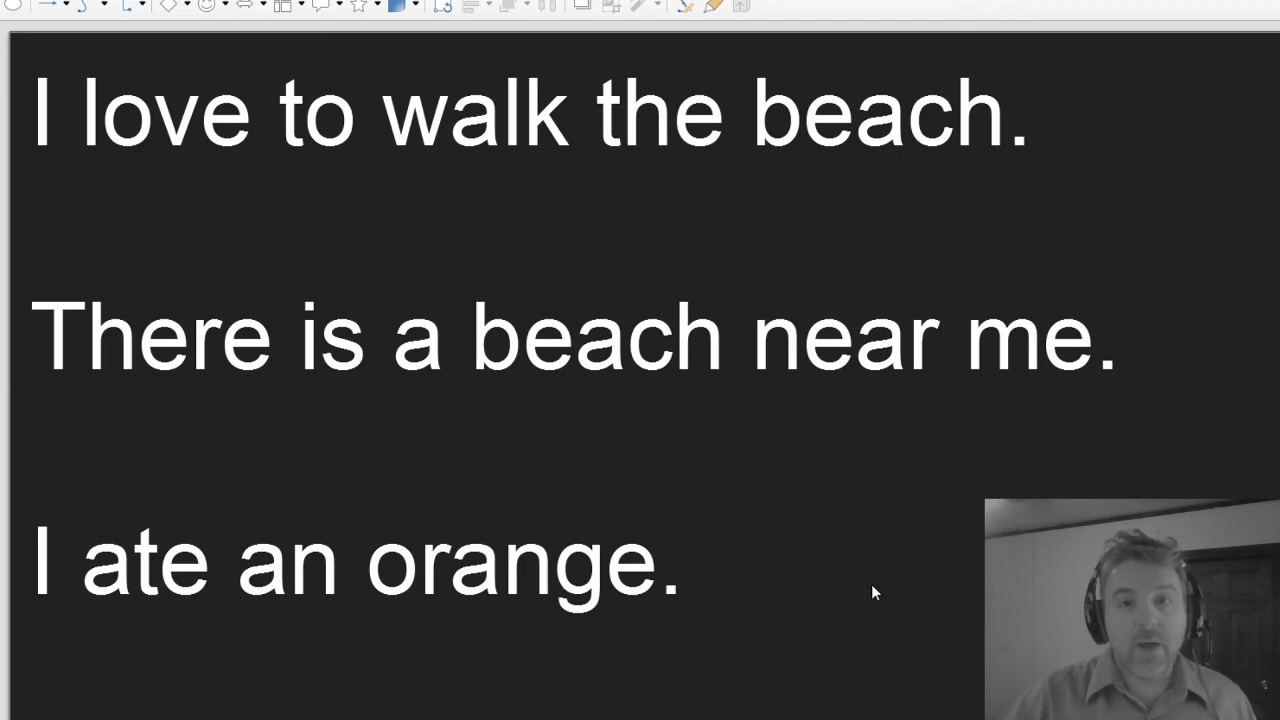 I love to walk the beach.
There is a beach near me.
I ate an orange.